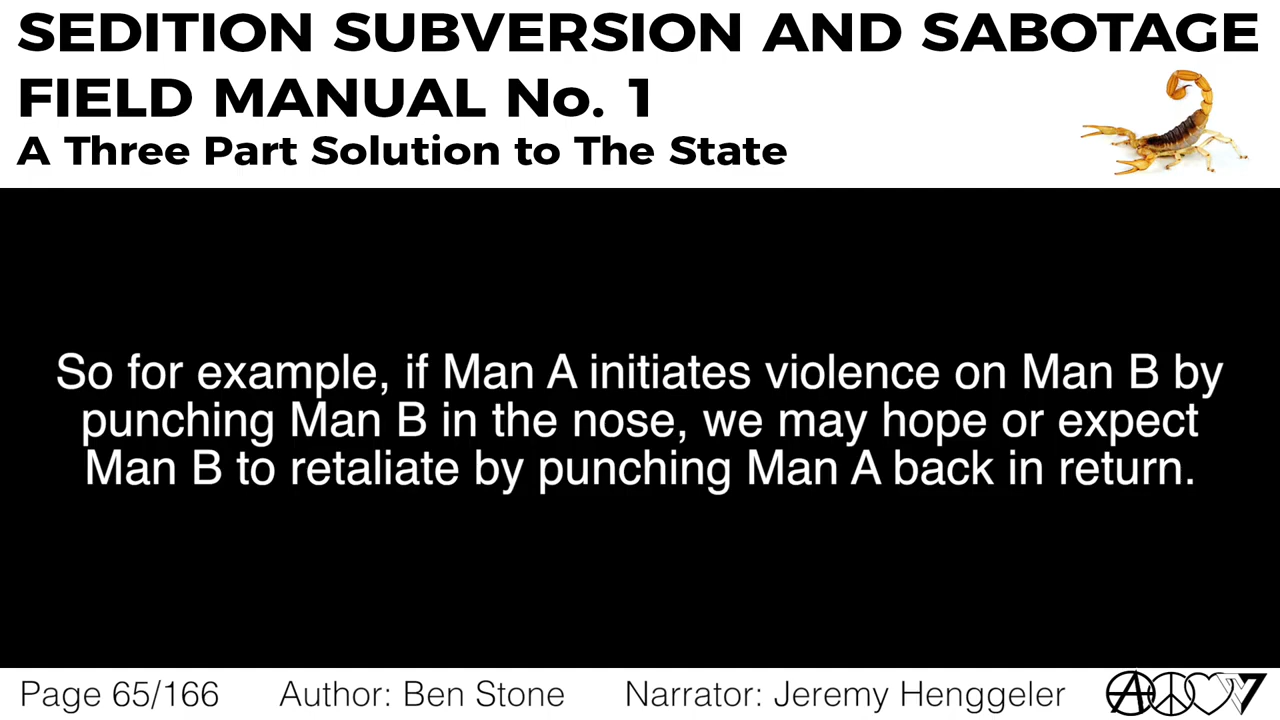 SEDITION SUBVERSION AND SABOTAGE
FIELD MANUAL No. 1
A Three Part Solution to The State
So for example, if Man A initiates violence on Man B by
punching Man B in the nose, we may hope or expect
Man B to retaliate by punching Man A back in return.
Page 65/166 Author: Ben Stone Narrator: Jeremy Henggeler